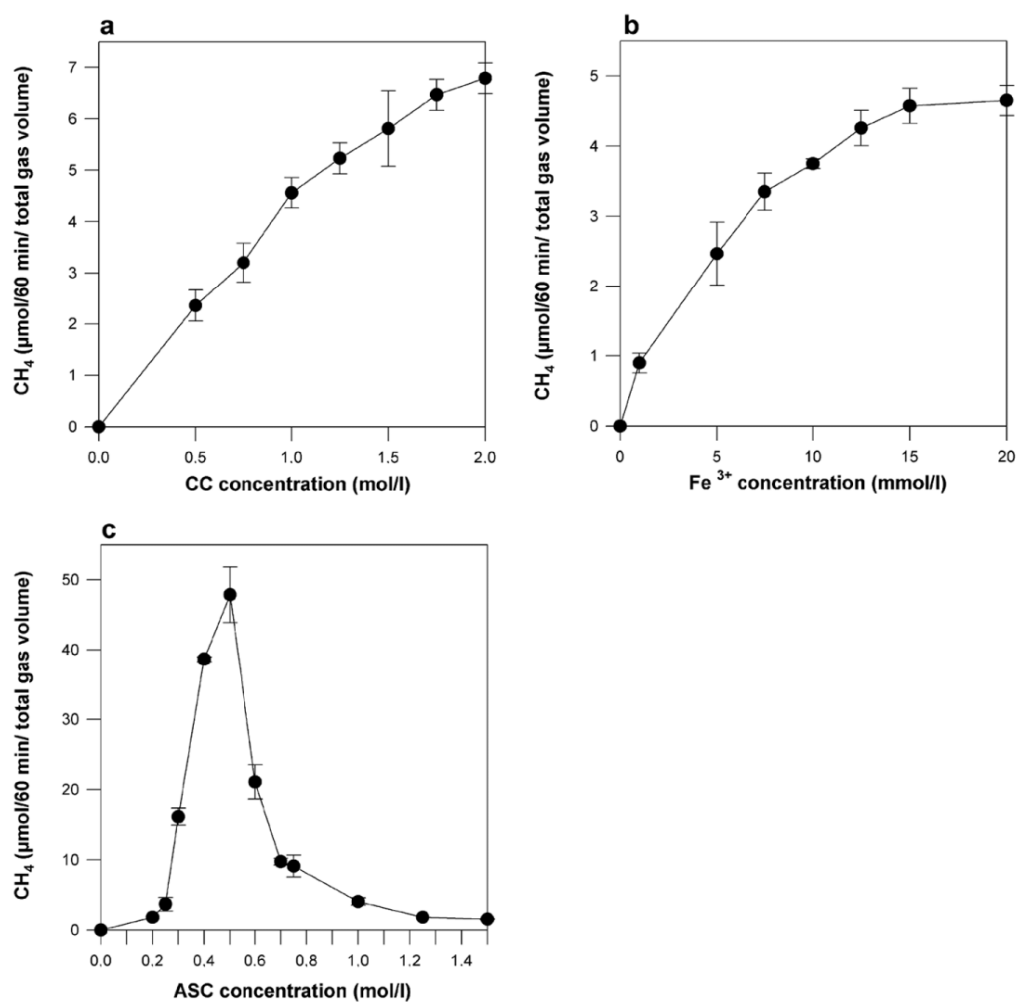 a
CH4 (µmol/60 min/ total gas volume)
7
6
5
4
3
2
1
0
0.0 0.5 1.0 1.5 2.0
CC concentration (mol/l)
b
CH4 (µmol/60 min/ total gas volume)
5
4
3
2
1
0
0 5 10 15 20
Fe 3+ concentration (mmol/l)
c
CH4 (µmol/60 min/ total gas volume)
50
40
30
20
10
0
0.0 0.2 0.4 0.6 0.8 1.0 1.2 1.4
ASC concentration (mol/l)